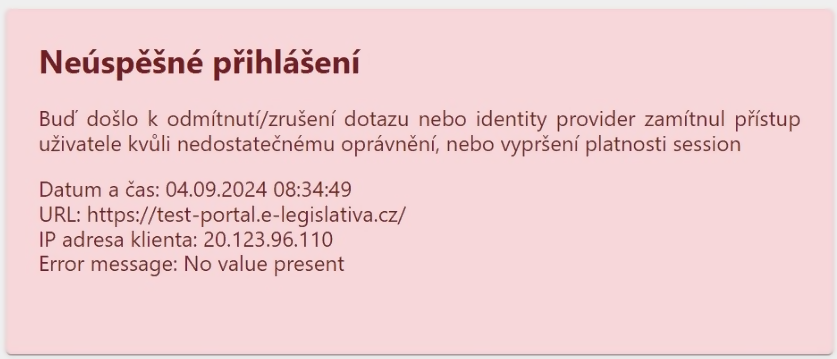 Neúspěšné přihlášení
Buď došlo k odmítnutí/zrušení dotazu nebo identity provider zamítnul přístup
uživatele kvůli nedostatečnému oprávnění, nebo vypršení platnosti session
Datum a čas: 04.09.2024 08:34:49
URL: https://test-portal.e-legislativa.cz/
IP adresa klienta: 20.123.96.110
Error message: No value present